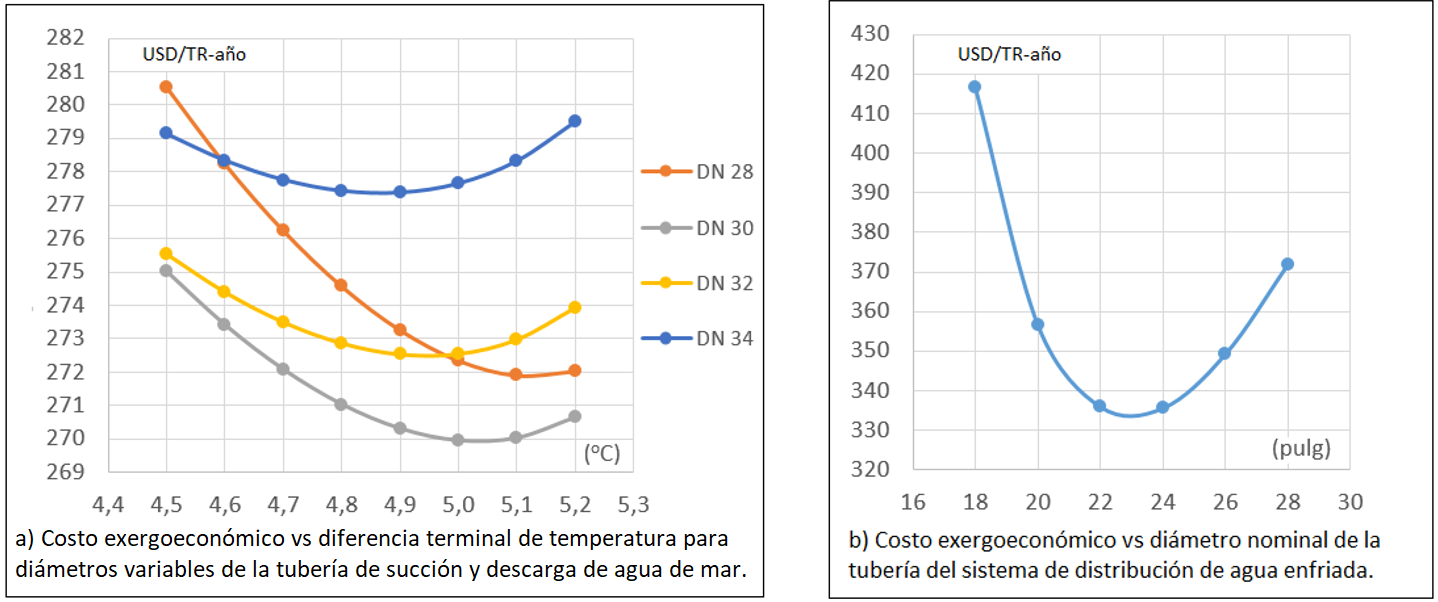 282
281
280
279
278
277
276
275
274
273
272
271
270
269
USD/TR-año
(°C)
4,4 4,5 4,6 4,7 4,8 4,9 5,0 5,1 5,2 5,3
DN 28
DN 30
DN 32
DN 34
a) Costo exergoeconómico vs diferencia terminal de temperatura para
diámetros variables de la tubería de succión y descarga de agua de mar.
430
420
410
400
390
380
370
360
350
340
330
320
USD/TR-año
(pulg)
16 18 20 22 24 26 28 30
b) Costo exergoeconómico vs diámetro nominal de la
tubería del sistema de distribución de agua enfriada.